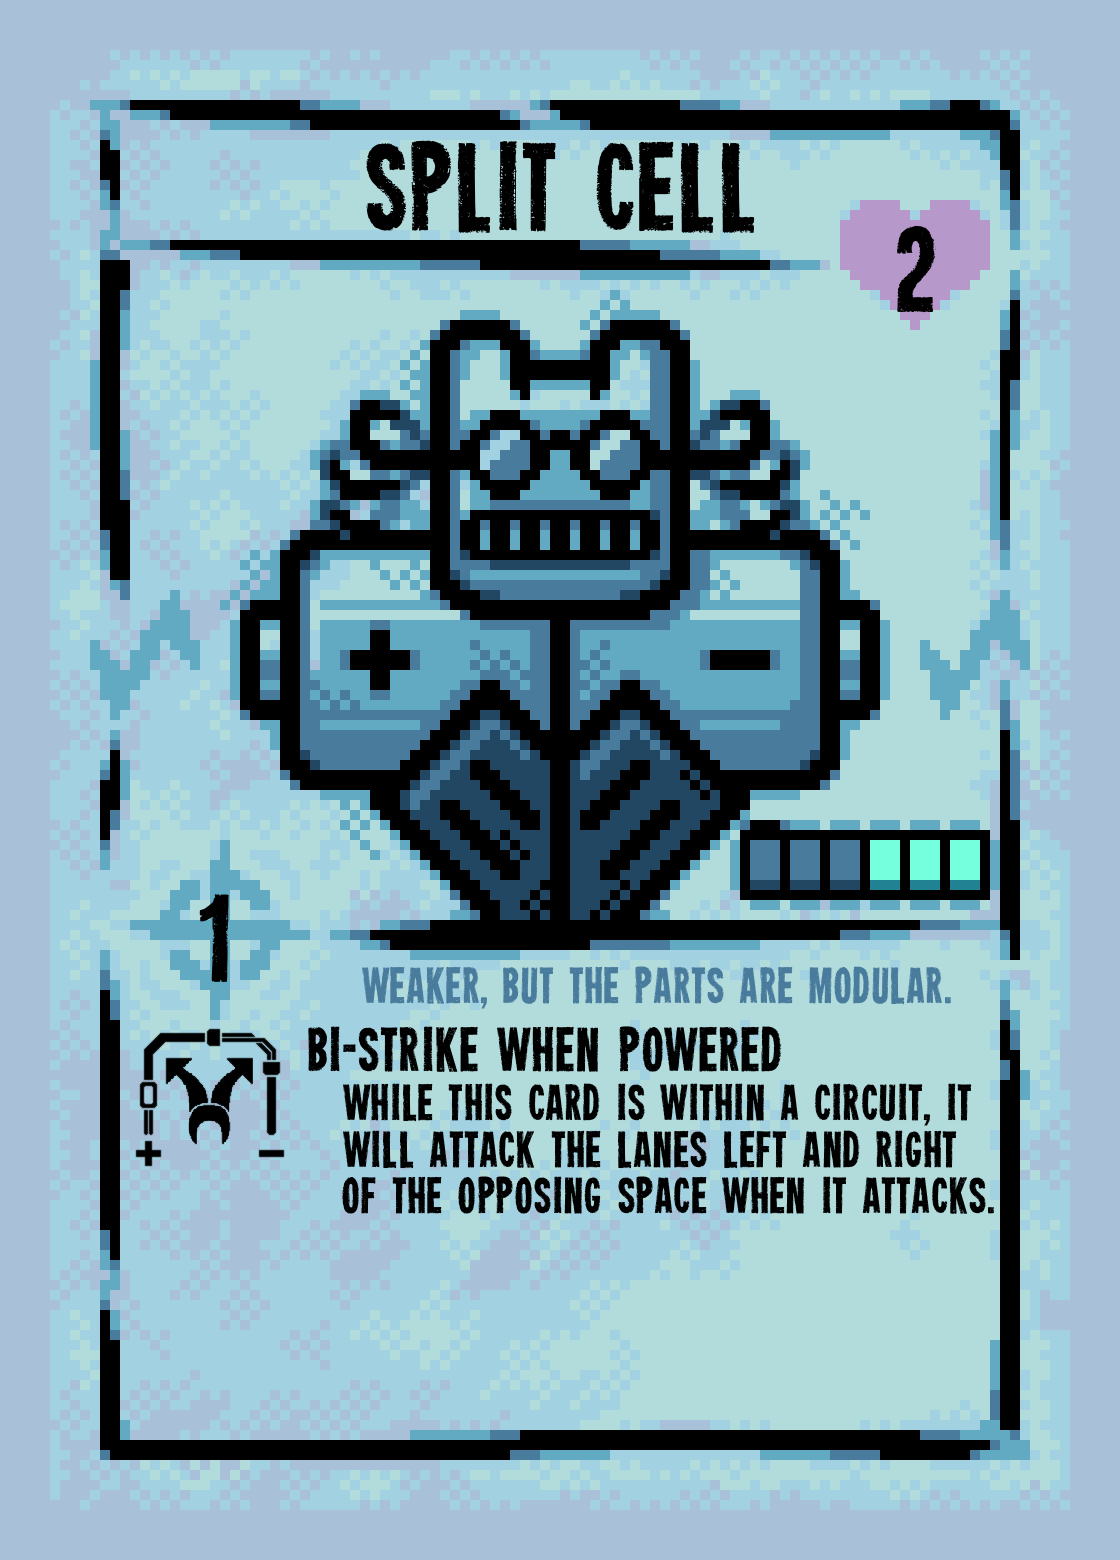 SPLIT CELL
2
+ -
1
WEAKER, BUT THE PARTS ARE MODULAR.
BI-STRIKE WHEN POWERED
WHILE THIS CARD IS WITHIN A CIRCUIT, IT
WILL ATTACK THE LANES LEFT AND RIGHT
OF THE OPPOSING SPACE WHEN IT ATTACKS.
+ -